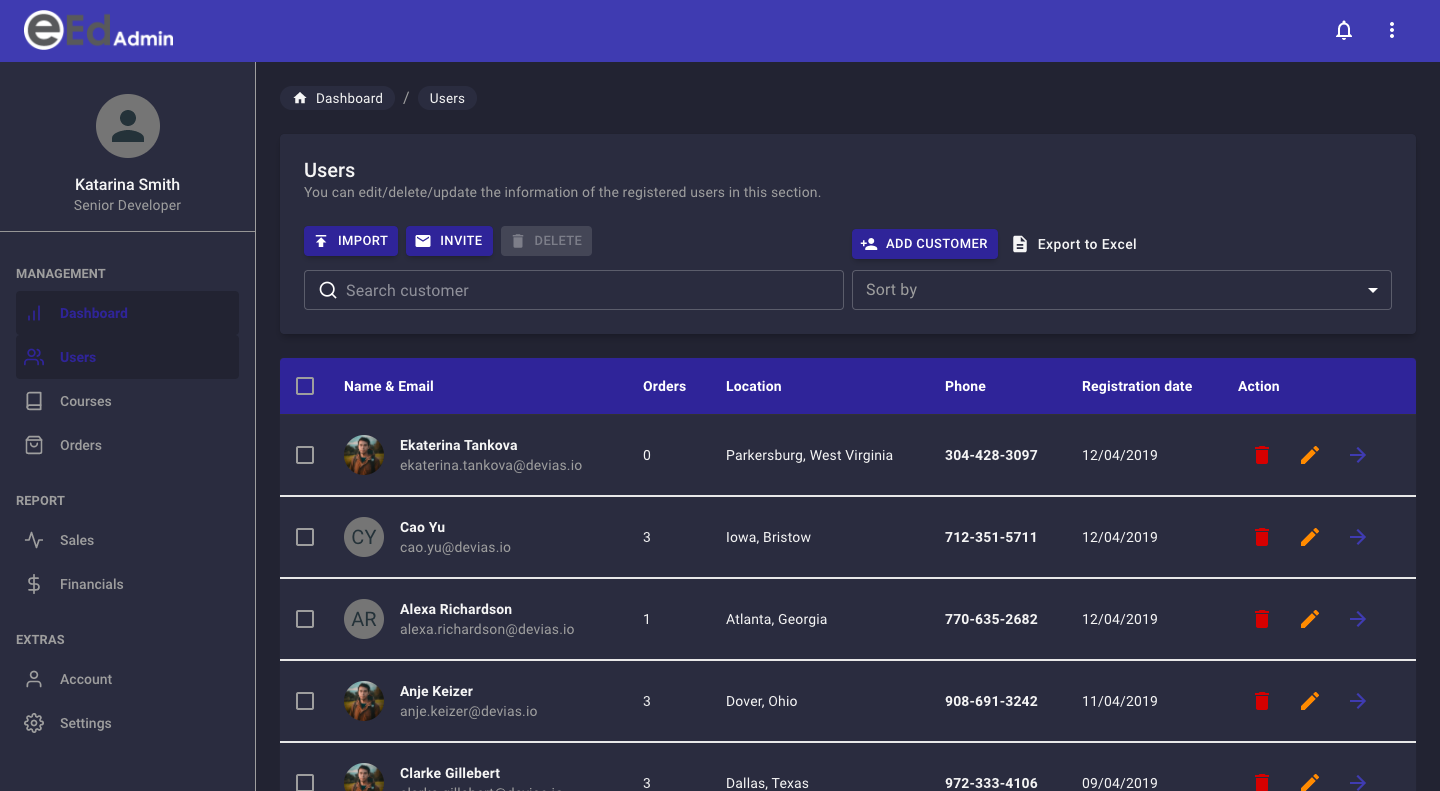 eEd Admin
Dashboard / Users
Katarina Smith
Senior Developer
MANAGEMENT
Dashboard
Users
Courses
Orders
REPORT
Sales
Financials
EXTRAS
Account
Settings
Users
You can edit/delete/update the information of the registered users in this section.
IMPORT INVITE DELETE ADD CUSTOMER Export to Excel
Search customer Sort by
Name & Email Orders Location Phone Registration date Action
Ekaterina Tankova
ekaterina.tankova@devias.io 0 Parkersburg, West Virginia 304-428-3097 12/04/2019
CY Cao Yu
cao.yu@devias.io 3 Iowa, Bristow 712-351-5711 12/04/2019
AR Alexa Richardson
alexa.richardson@devias.io 1 Atlanta, Georgia 770-635-2682 12/04/2019
Anje Keizer
anje.keizer@devias.io 3 Dover, Ohio 908-691-3242 11/04/2019
Clarke Gillebert
3 Dallas, Texas 972-333-4106 09/04/2019